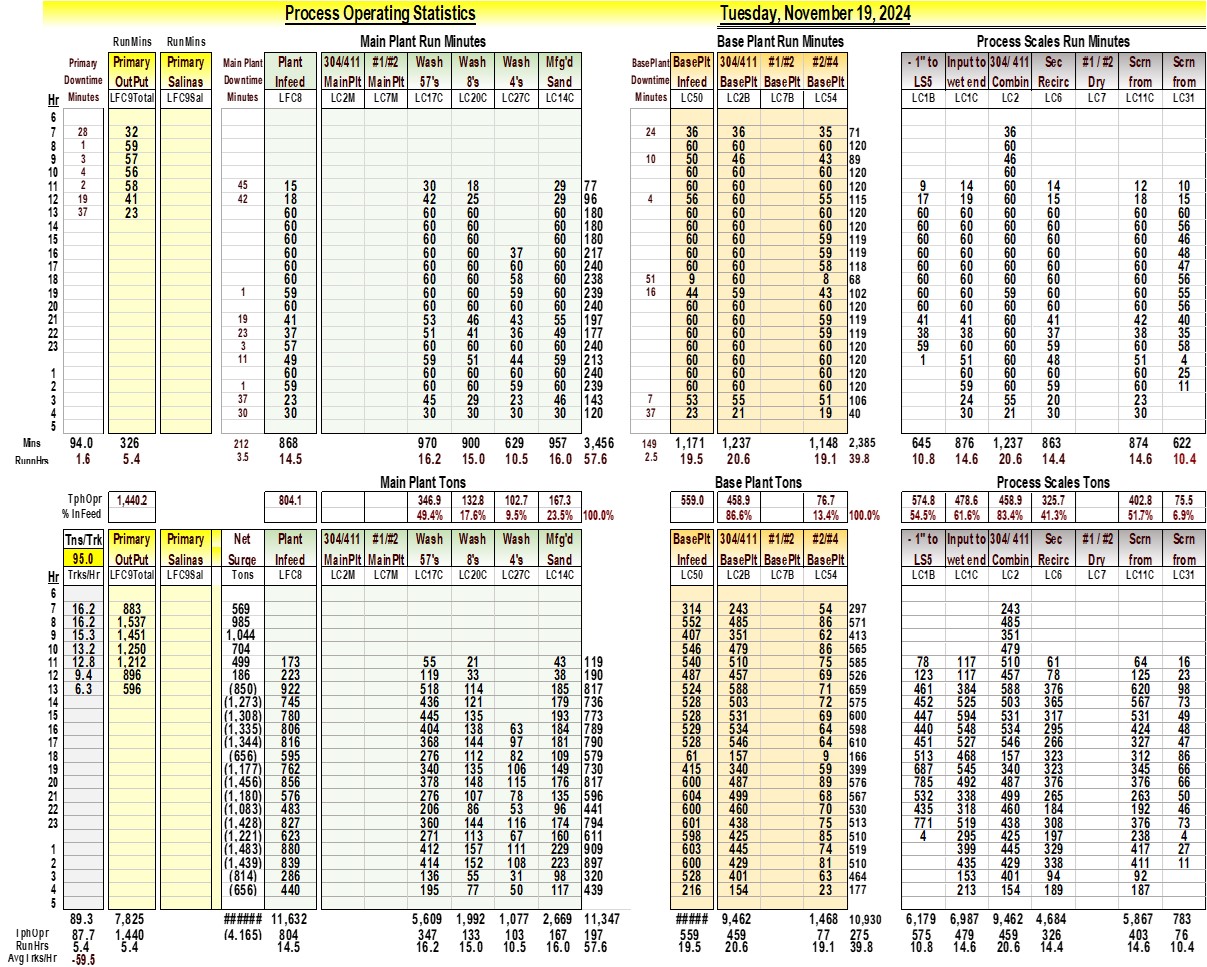 Process Operating Statistics Tuesday, November 19, 2024
RunMins RunMins Main Plant Run Minutes Base Plant Run Minutes Process Scales Run Minutes
Primary Primary Primary Main Plant Plant 304/411 #1/#2 Wash Wash Wash Mfg'd BasePlant BasePlt 304/411 #1/#2 #2/#4 - 1" to Input to 304/ 411 Sec #1 / #2 Scrn Scrn
Downtime OutPut Salinas Downtime Infeed MainPlt MainPlt 57's 8's 4's Sand Downtime Infeed BasePlt BasePlt BasePlt LS5 wet end Combin Recirc Dry from from
Hr Minutes LFC9Total LFC9Sal Minutes LFC8 LC2M LC7M LC17C LC20C LC27C LC14C Minutes LC50 LC2B LC7B LC54 LC1B LC1C LC2 LC6 LC7 LC11C LC31
6
7 28 32 24 36 36 35 71 36
8 1 59 60 60 60 120 60
9 3 57 10 50 46 43 89 46
10 4 56 60 60 60 120 60
11 2 58 45 15 30 18 29 77 60 60 60 120 9 14 60 14 12 10
12 19 41 42 18 42 25 29 96 4 56 60 55 115 17 19 60 15 18 15
13 37 23 60 60 60 60 180 60 60 60 120 60 60 60 60 60 60
14 60 60 60 60 180 60 60 60 120 60 60 60 60 60 56
15 60 60 60 60 180 60 60 59 119 60 60 60 60 60 46
16 60 60 60 37 60 217 60 60 59 119 60 60 60 60 60 48
17 60 60 60 60 60 240 60 60 58 118 60 60 60 60 60 47
18 60 60 60 58 60 238 51 9 60 8 68 60 60 60 60 60 56
19 1 59 60 60 59 60 239 16 44 59 43 102 60 60 59 60 60 55
20 60 60 60 60 60 240 60 60 60 120 60 60 60 60 60 56
21 19 41 53 46 43 55 197 60 60 59 119 41 41 60 41 42 40
22 23 37 51 41 36 49 177 60 60 59 119 38 38 60 37 38 35
23 3 57 60 60 60 60 240 60 60 60 120 59 60 60 59 60 58
11 49 59 51 44 59 213 60 60 60 120 1 51 60 48 51 4
1 60 60 60 60 60 240 60 60 60 120 60 60 60 60 25
2 1 59 60 60 59 60 239 60 60 60 120 59 60 60 60 11
3 37 23 45 29 23 46 143 7 53 55 51 106 24 55 20 23
4 30 30 30 30 30 30 120 37 23 21 19 40 30 21 30 30
5
Mins 94.0 326 212 868 970 900 629 957 3,456 149 1,171 1,237 1,148 2,385 645 876 1,237 863 874 622
RunnHrs 1.6 5.4 3.5 14.5 16.2 15.0 10.5 16.0 57.6 2.5 19.5 20.6 19.1 39.8 10.8 14.6 20.6 14.4 14.6 10.4
Main Plant Tons Base Plant Tons Process Scales Tons
TphOpr 1,440.2 804.1 346.9 132.8 102.7 167.3 559.0 458.9 76.7 574.8 478.6 458.9 325.7 402.8 75.5
% InFeed 49.4% 17.6% 9.5% 23.5% 100.0% 86.6% 13.4% 100.0% 54.5% 61.6% 83.4% 41.3% 51.7% 6.9%
Tns/Trk Primary Primary Net Plant 304/411 #1/#2 Wash Wash Wash Mfg'd BasePlt 304/411 #1/#2 #2/#4 - 1" to Input to 304/ 411 Sec #1 / #2 Scrn Scrn
95.0 OutPut Salinas Surge Infeed MainPlt MainPlt 57's 8's 4's Sand Infeed BasePlt BasePlt BasePlt LS5 wet end Combin Recirc Dry from from
Hr Trks/Hr LFC9Total LFC9Sal Tons LFC8 LC2M LC7M LC17C LC20C LC27C LC14C LC50 LC2B LC7B LC54 LC1B LC1C LC2 LC6 LC7 LC11C LC31
6
7 16.2 883 569 314 243 54 297 243
8 16.2 1,537 985 552 485 86 571 485
9 15.3 1,451 1,044 407 351 62 413 351
10 13.2 1,250 704 546 479 86 565 479
11 12.8 1,212 499 173 55 21 43 119 540 510 75 585 78 117 510 61 64 16
12 9.4 896 186 223 119 33 38 190 487 457 69 526 123 117 457 78 125 23
13 6.3 596 (850) 922 518 114 185 817 524 588 71 659 461 384 588 376 620 98
14 (1,273) 745 436 121 179 736 528 503 72 575 452 525 503 365 567 73
15 (1,308) 780 445 135 193 773 528 531 69 600 447 594 531 317 531 49
16 (1,335) 806 404 138 63 184 789 529 534 64 598 440 548 534 295 424 48
17 (1,344) 816 368 144 97 181 790 528 546 64 610 451 527 546 266 327 47
18 (656) 595 276 112 82 109 579 61 157 9 166 513 468 157 323 312 86
19 (1,177) 762 340 135 106 149 730 415 340 59 399 687 545 340 323 345 66
20 (1,456) 856 378 148 115 176 817 600 487 89 576 785 492 487 376 376 66
21 (1,180) 576 276 107 78 135 596 604 499 68 567 532 338 499 265 263 50
22 (1,083) 483 206 86 53 96 441 600 460 70 530 435 318 460 184 192 46
23 (1,428) 827 360 144 116 174 794 601 438 75 513 771 519 438 308 376 73
(1,221) 623 271 113 67 160 611 598 425 85 510 4 295 425 197 238 4
1 (1,483) 880 412 157 111 229 909 603 445 74 519 399 445 329 417 27
2 (1,439) 839 414 152 108 223 897 600 429 81 510 435 429 338 411 11
3 (814) 286 136 55 31 98 320 528 401 63 464 153 401 94 92
4 (656) 440 195 77 50 117 439 216 154 23 177 213 154 189 187
5
89.3 7,825 ###### 11,632 5,609 1,992 1,077 2,669 11,347 ##### 9,462 1,468 10,930 6,179 6,987 9,462 4,684 5,867 783
TphOpr 87.7 1,440 (4,165) 804 347 133 103 167 197 559 459 77 275 575 479 459 326 403 76
RunHrs 5.4 5.4 14.5 16.2 15.0 10.5 16.0 57.6 19.5 20.6 19.1 39.8 10.8 14.6 20.6 14.4 14.6 10.4
Avg Trks/Hr -59.5